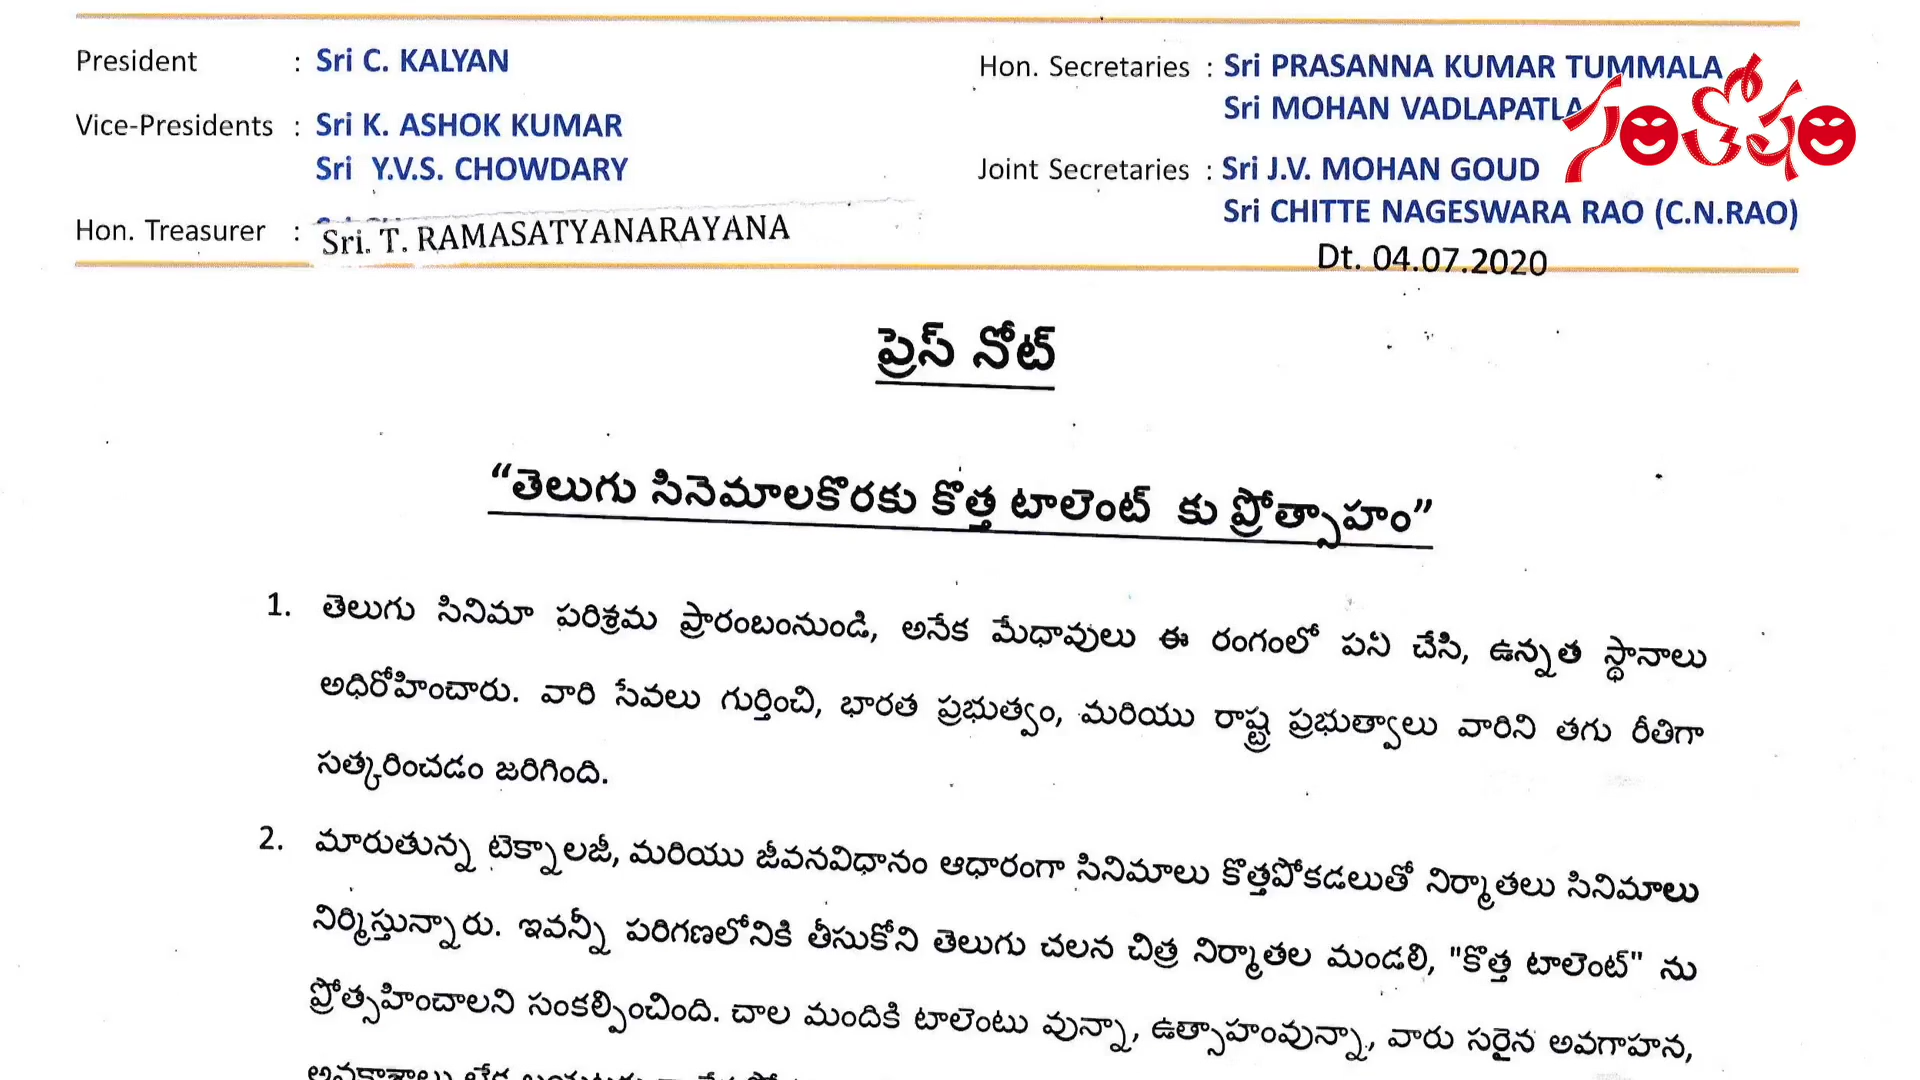 President : Sri C. KALYAN
Vice-Presidents : Sri K. ASHOK KUMAR
Sri Y.V.S. CHOWDARY
Hon. Treasurer : Sri. T. RAMASATYANARAYANA
Hon. Secretaries : Sri PRASANNA KUMAR TUMMALA
Sri MOHAN VADLAPATLA
సంతోషం
Joint Secretaries : Sri J.V. MOHAN GOUD
Sri CHITTE NAGESWARA RAO (C.N.RAO)
Dt. 04.07.2020
ప్రెస్ నోట్
“తెలుగు సినెమాలకొరకు కొత్త టాలెంట్ కు ప్రోత్సాహం”
1. తెలుగు సినిమా పరిశ్రమ ప్రారంబంనుండి, అనేక మేధావులు ఈ రంగంలో పని చేసి, ఉన్నత స్థానాలు
అధిరోహించారు. వారి సేవలు గుర్తించి, భారత ప్రభుత్వం, మరియు రాష్ట్ర ప్రభుత్వాలు వారిని తగు రీతిగా
సత్కరించడం జరిగింది.
2. మారుతున్న టెక్నాలజీ, మరియు జీవనవిధానం ఆధారంగా సినిమాలు కొత్తపోకడలుతో నిర్మాతలు సినిమాలు
నిర్మిస్తున్నారు. ఇవన్నీ పరిగణలోనికి తీసుకోని తెలుగు చలన చిత్ర నిర్మాతల మండలి, "కొత్త టాలెంట్" ను
ప్రోత్సహించాలని సంకల్పించింది. చాల మందికి టాలెంటు వున్నా, ఉత్సాహంవున్నా, వారు సరైన అవగాహన,
అవకాశాలు లేక